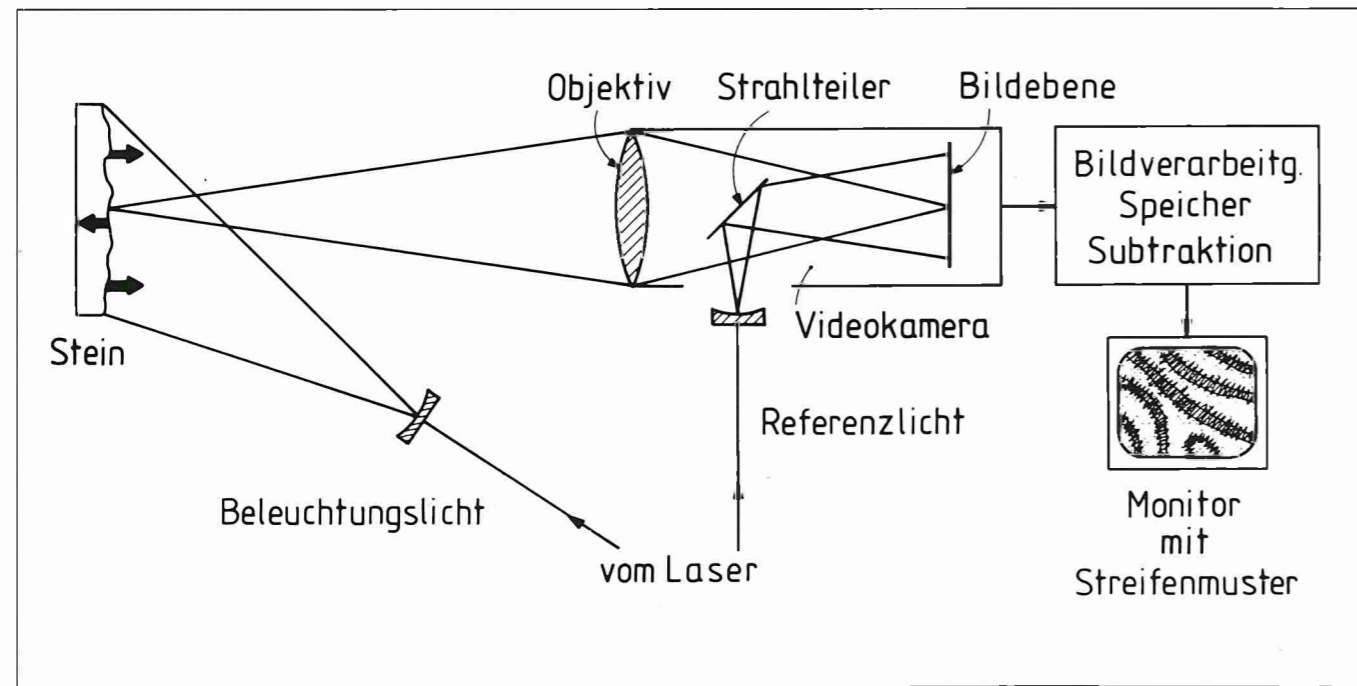 Objektiv
Strahlteiler
Bildebene
Bildverarbeitg.
Speicher
Subtraktion
Stein
Videokamera
Referenzlicht
Beleuchtungslicht
vom Laser
Monitor
mit
Streifenmuster